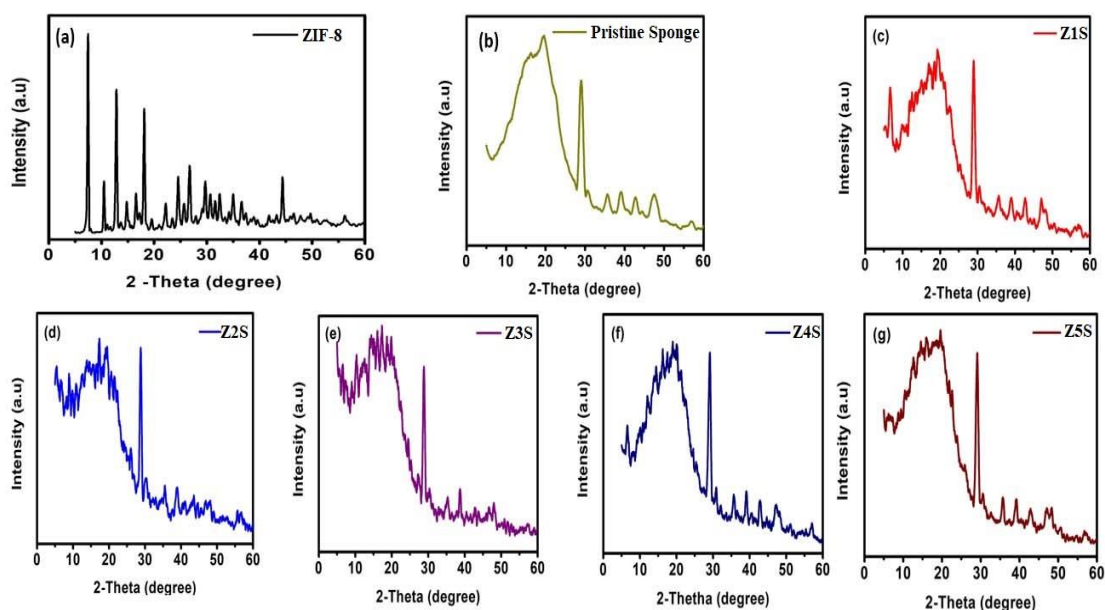 (a) ZIF-8
Intensity (a.u)
0 10 20 30 40 50 60
2 -Theta (degree)
(b) Pristine Sponge
Intensity (a.u)
0 10 20 30 40 50 60
2-Theta (degree)
(c) Z1S
Intensity (a.u)
0 10 20 30 40 50 60
2-Theta (degree)
(d) Z2S
Intensity (a.u)
0 10 20 30 40 50 60
2-Theta (degree)
(e) Z3S
Intensity (a.u)
0 10 20 30 40 50 60
2-Theta (degree)
(f) Z4S
Intensity (a.u)
0 10 20 30 40 50 60
2-Thetha (degree)
(g) Z5S
Intensity (a.u)
0 10 20 30 40 50 60
2-Theta (degree)